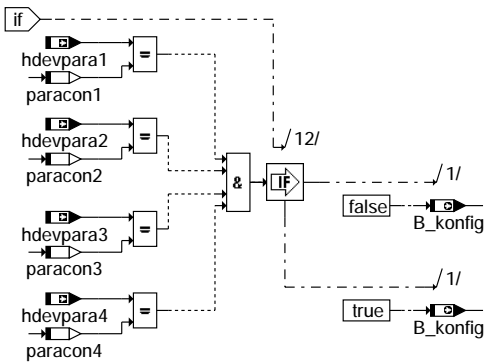 if
hdevpara1
=
paracon1
12/
hdevpara2
=
paracon2
&
IF
1/
false
B_konfig
hdevpara3
=
paracon3
1/
true
B_konfig
hdevpara4
=
paracon4